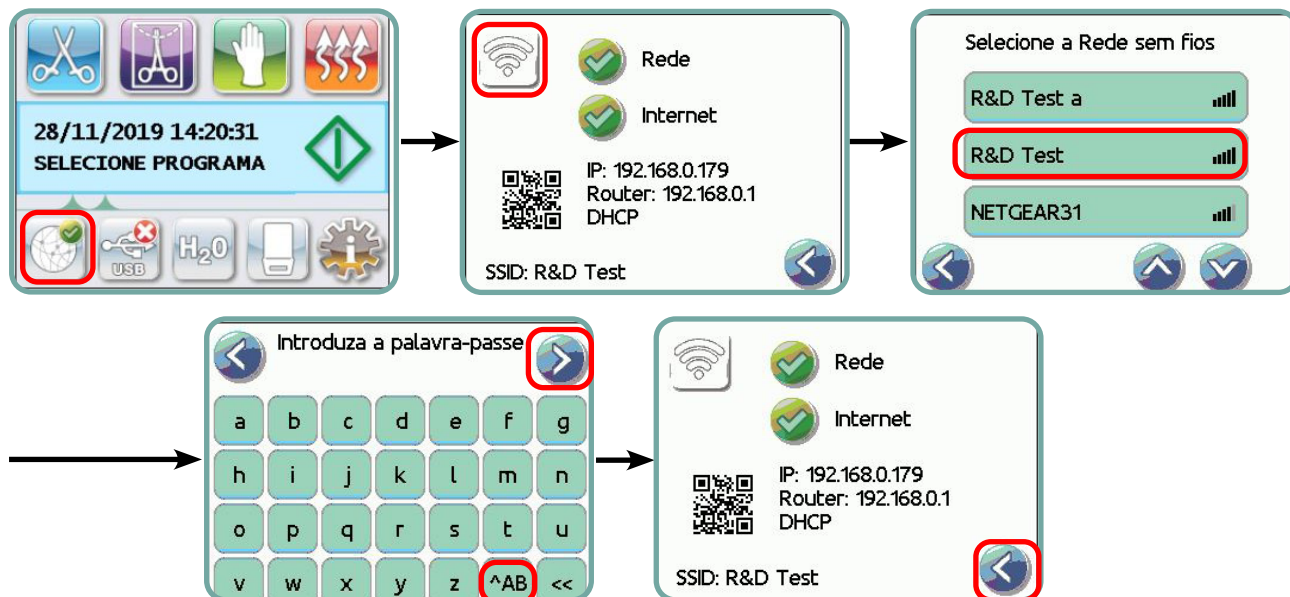 28/11/2019 14:20:31
SELECIONE PROGRAMA
USB
H₂O
Rede
Internet
IP: 192.168.0.179
Router: 192.168.0.1
DHCP
SSID: R&D Test
Selecione a Rede sem fios
R&D Test a
R&D Test
NETGEAR31
Introduza a palavra-passe
a b c d e f g
h i j k l m n
o p q r s t u
v w x y z ^AB <<
Rede
Internet
IP: 192.168.0.179
Router: 192.168.0.1
DHCP
SSID: R&D Test